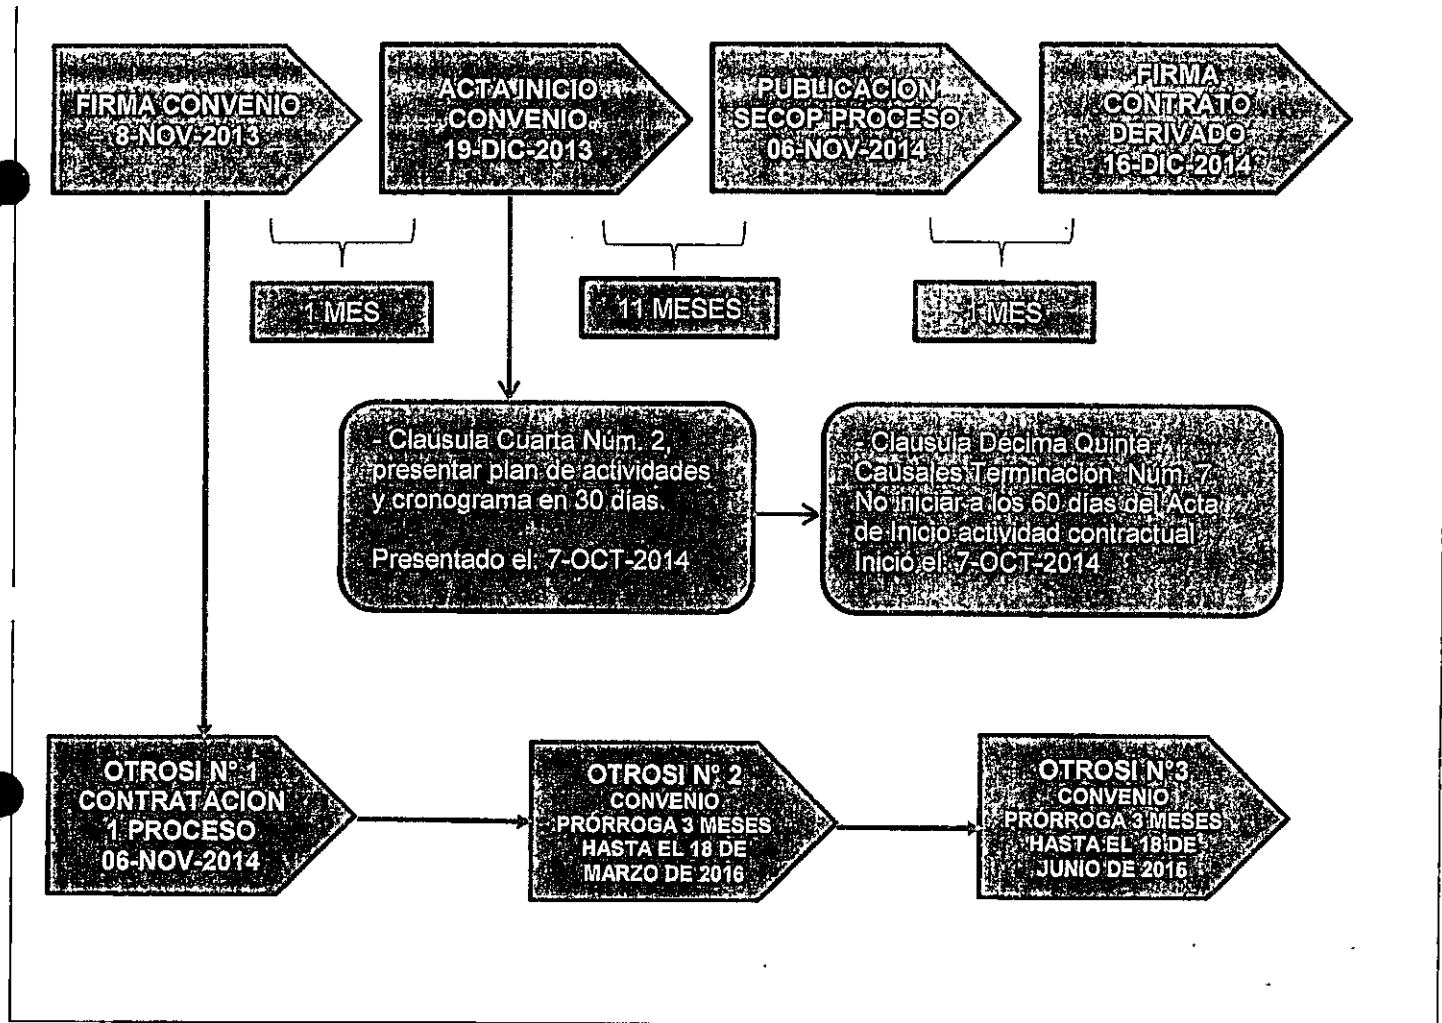 FIRMA CONVENIO
8-NOV-2013
ACTA INICIO
CONVENIO
19-DIC-2013
PUBLICACION
SECOP PROCESO
06-NOV-2014
FIRMA
CONTRATO
DERIVADO
16-DIC-2014
1 MES
11 MESES
1 MES
- Clausula Cuarta Núm. 2,
presentar plan de actividades
y cronograma en 30 días.
Presentado el: 7-OCT-2014
- Clausula Décima Quinta
Causales Terminación. Núm. 7
No iniciar a los 60 días del Acta
de Inicio actividad contractual
Inició el: 7-OCT-2014
OTROSI N° 1
CONTRATACION
1 PROCESO
06-NOV-2014
OTROSI N° 2
CONVENIO
PRÓRROGA 3 MESES
HASTA EL 18 DE
MARZO DE 2016
OTROSI N°3
CONVENIO
PRÓRROGA 3 MESES
HASTA EL 18 DE
JUNIO DE 2016